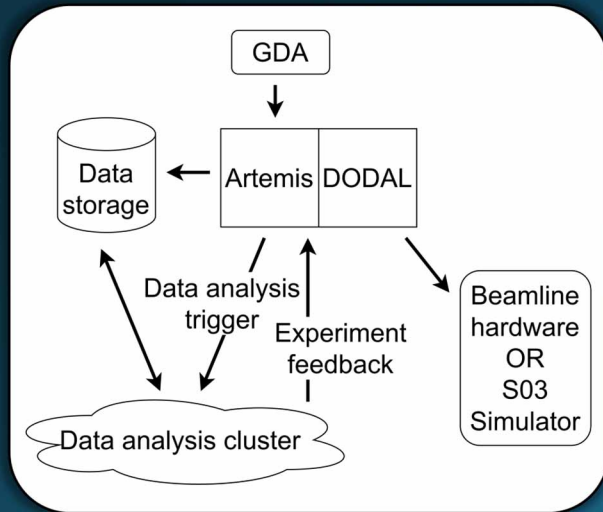 GDA
Data
storage
Artemis
DODAL
Data analysis
trigger
Experiment
feedback
Beamline
hardware
OR
S03
Simulator
Data analysis cluster